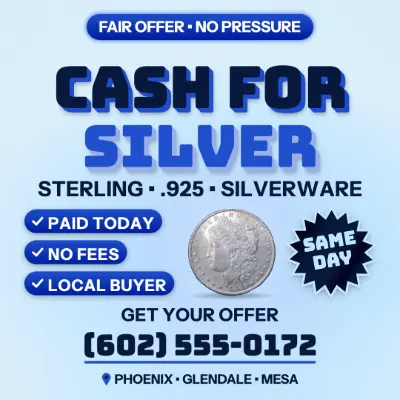 FAIR OFFER • NO PRESSURE
CASH FOR
SILVER
STERLING • .925 • SILVERWARE
PAID TODAY
NO FEES
LOCAL BUYER
SAME
DAY
GET YOUR OFFER
(602) 555-0172
PHOENIX • GLENDALE • MESA